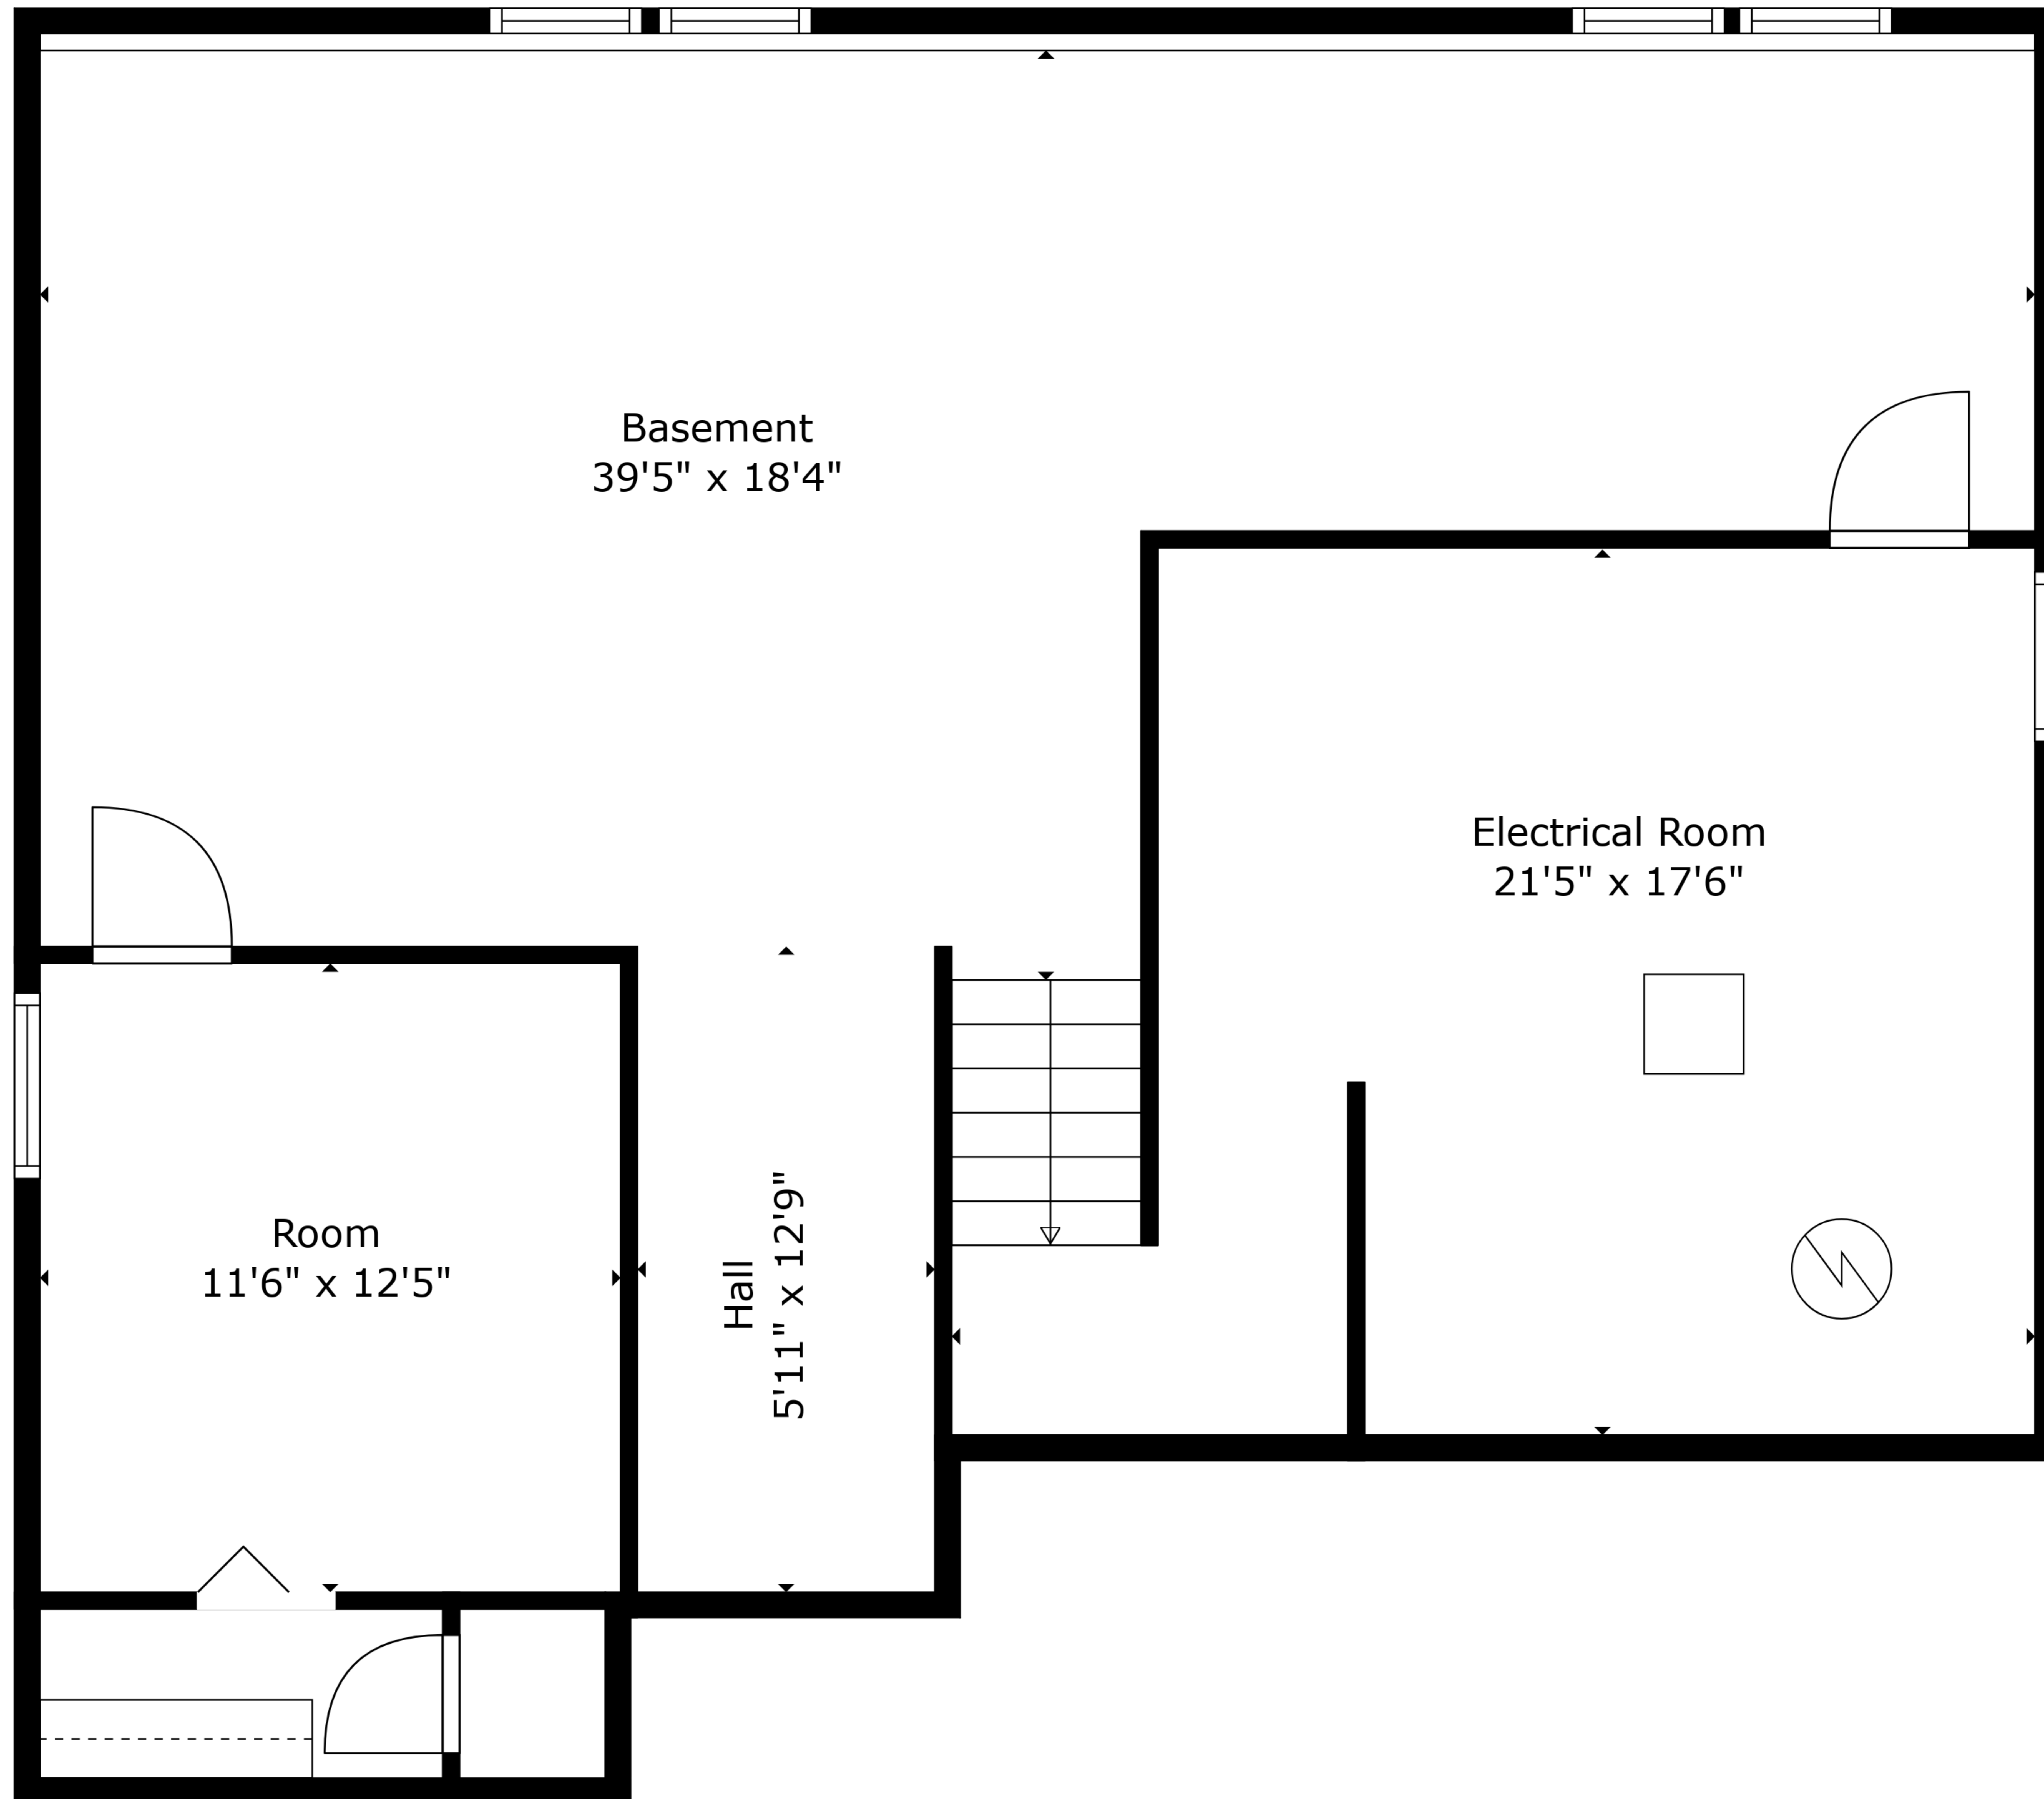 Basement
39'5" x 18'4"
Electrical Room
21'5" x 17'6"
Room
11'6" x 12'5"
Hall
5'11" x 12'9"